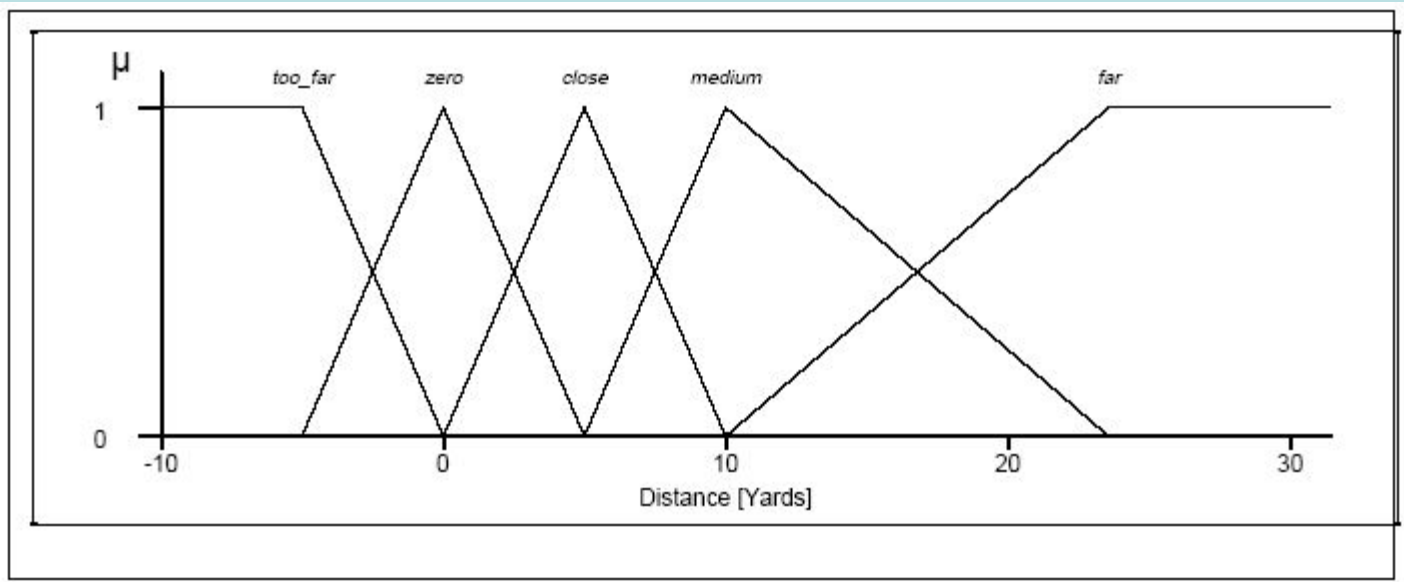 μ
too_far zero close medium far
1
0
-10 0 10 20 30
Distance [Yards]